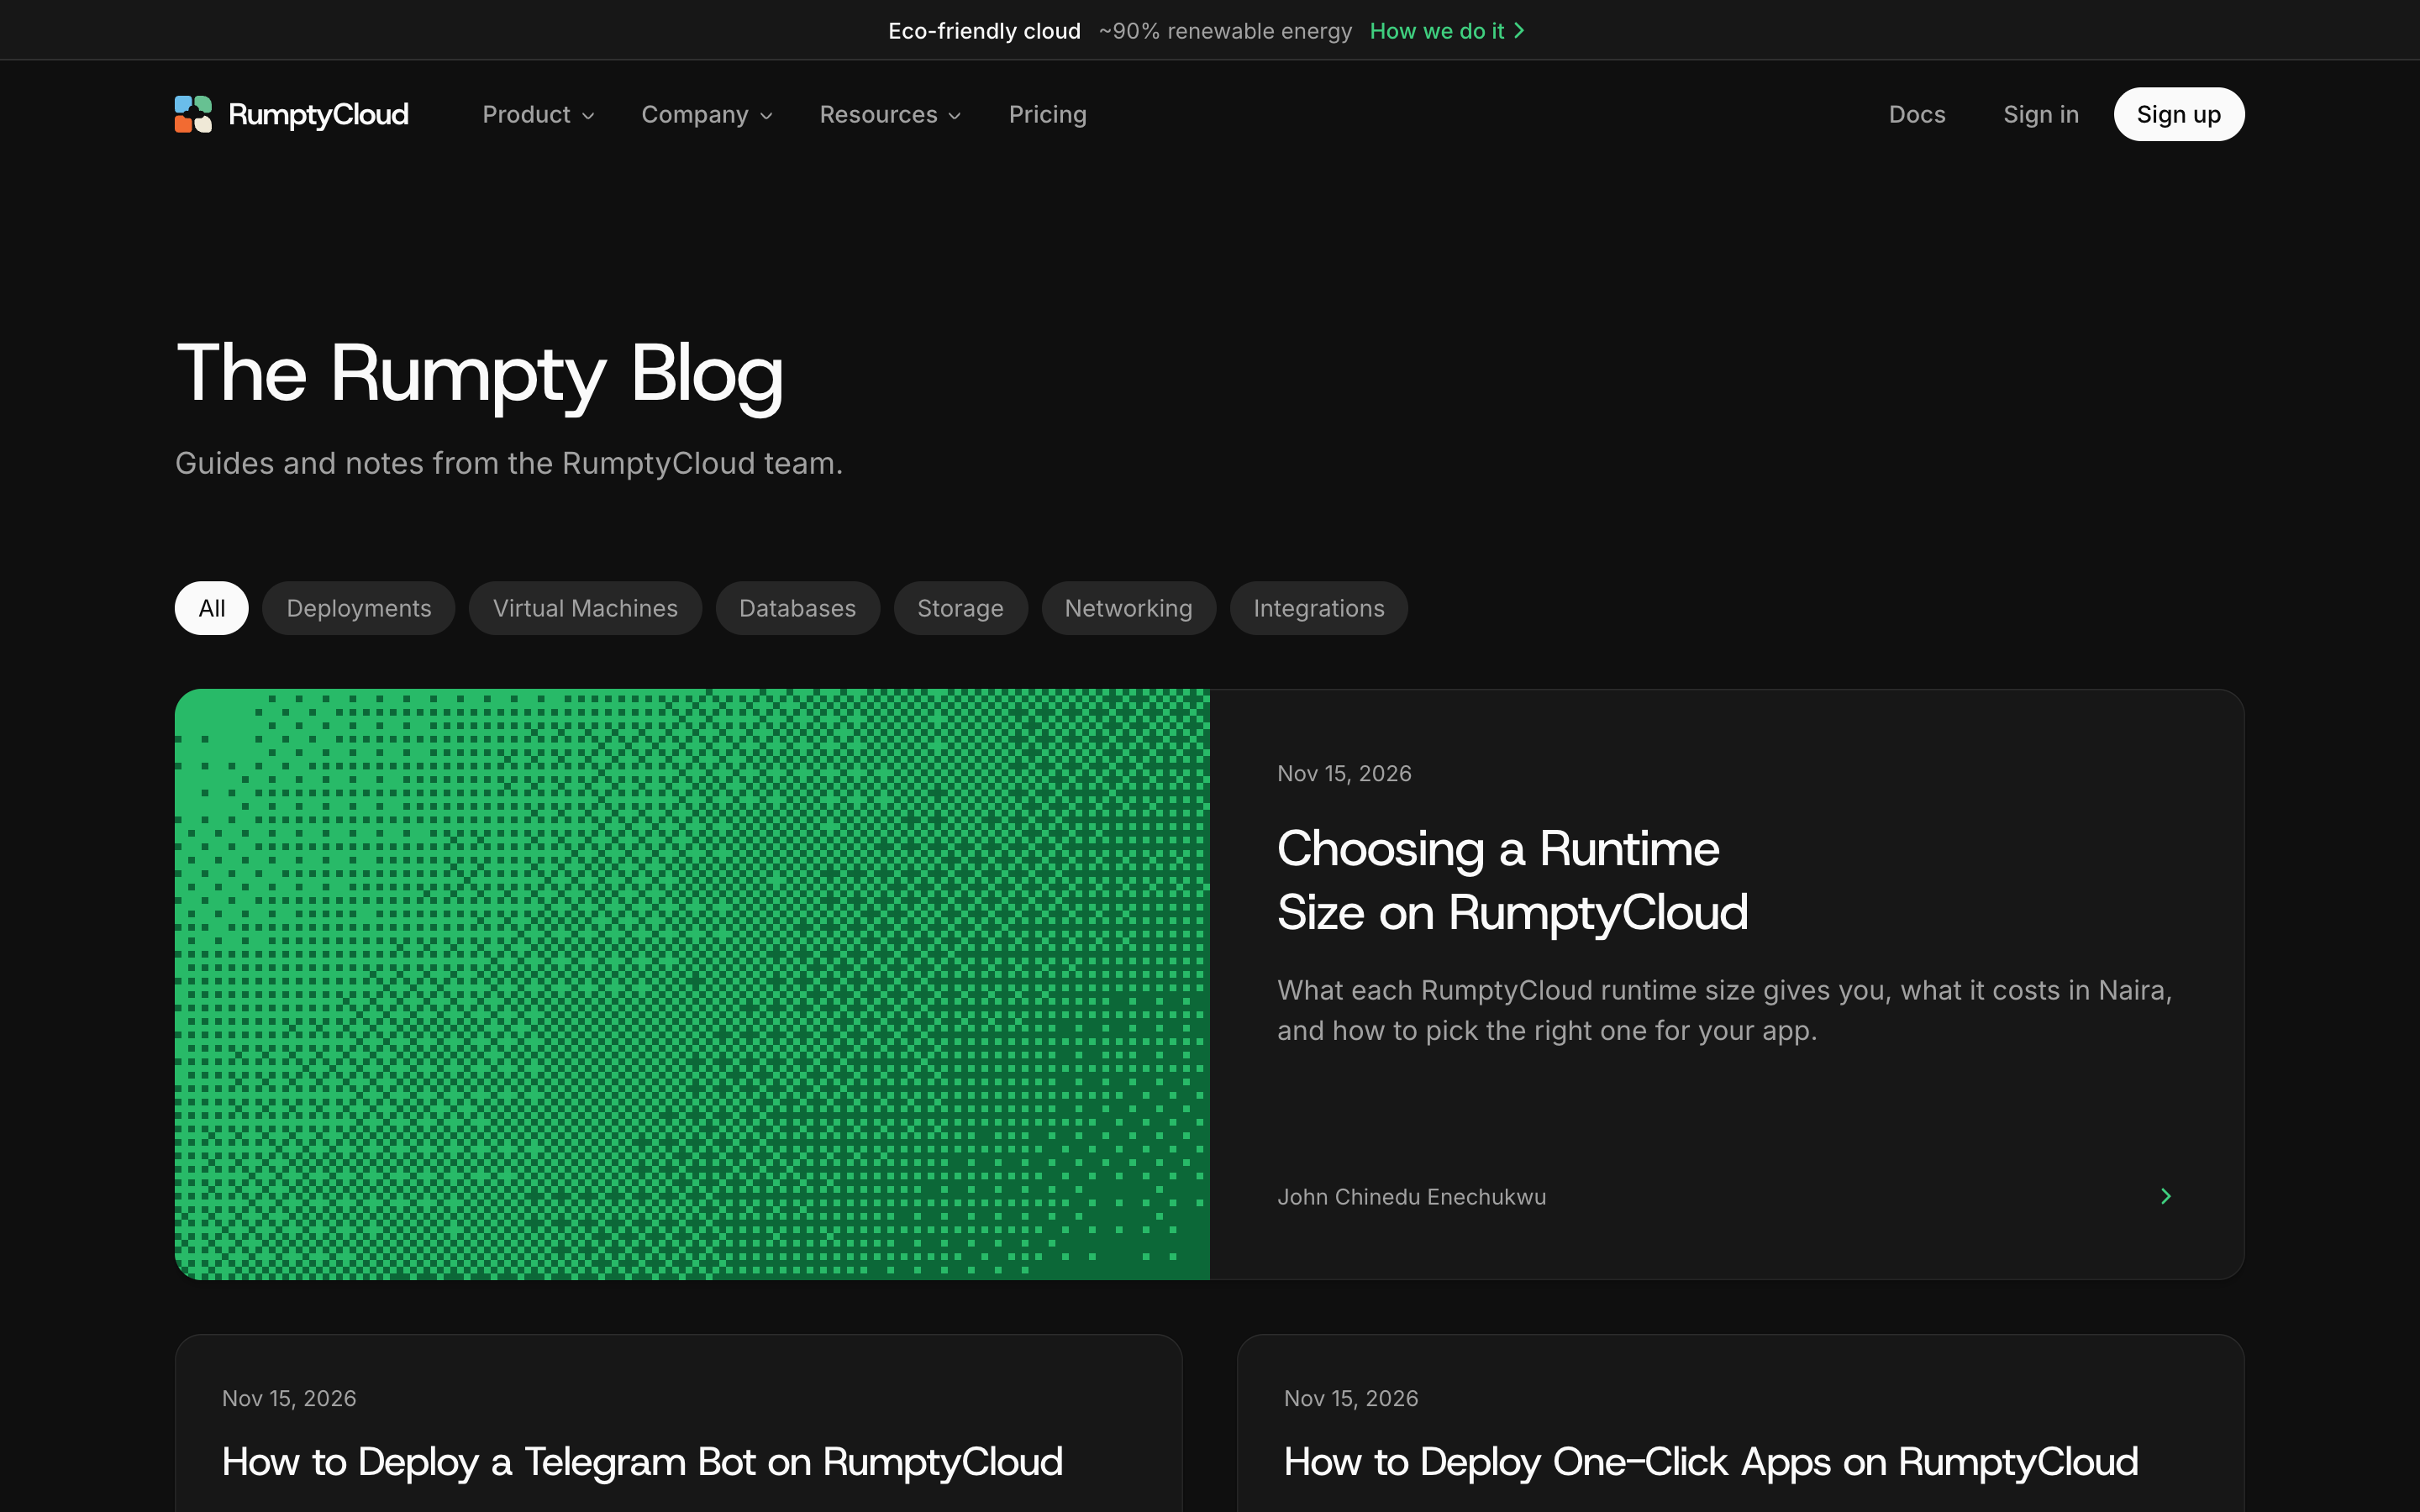 Eco-friendly cloud ~90% renewable energy How we do it
RumptyCloud Product Company Resources Pricing Docs Sign in Sign up
The Rumpty Blog
Guides and notes from the RumptyCloud team.
All Deployments Virtual Machines Databases Storage Networking Integrations
Nov 15, 2026
Choosing a Runtime
Size on RumptyCloud
What each RumptyCloud runtime size gives you, what it costs in Naira,
and how to pick the right one for your app.
John Chinedu Enechukwu
Nov 15, 2026
How to Deploy a Telegram Bot on RumptyCloud
Nov 15, 2026
How to Deploy One-Click Apps on RumptyCloud